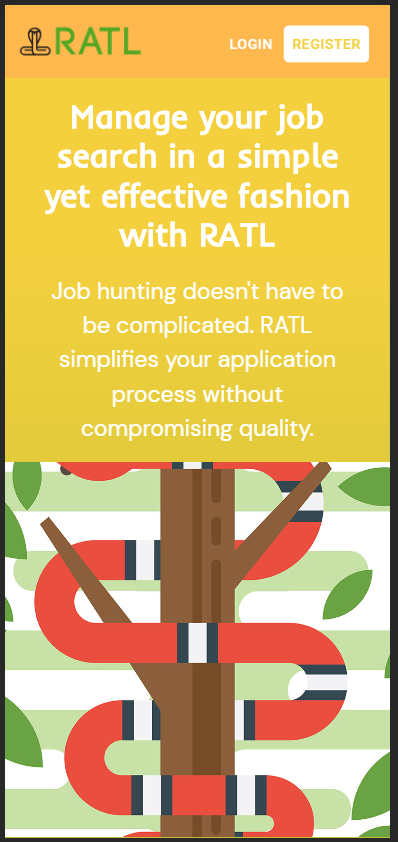 RATL
LOGIN REGISTER
Manage your job
search in a simple
yet effective fashion
with RATL
Job hunting doesn't have to
be complicated. RATL
simplifies your application
process without
compromising quality.